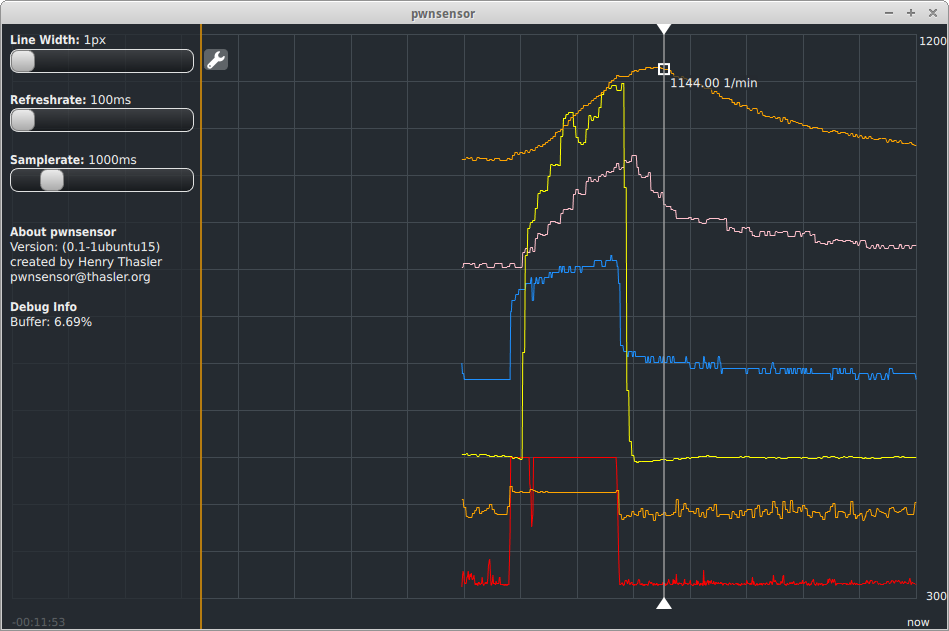 pwnsensor
Line Width: 1px
1200
1144.00 1/min
Refreshrate: 100ms
Samplerate: 1000ms
About pwnsensor
Version: (0.1-1ubuntu15)
created by Henry Thasler
pwnsensor@thasler.org
Debug Info
Buffer: 6.69%
300
-00:11:53
now